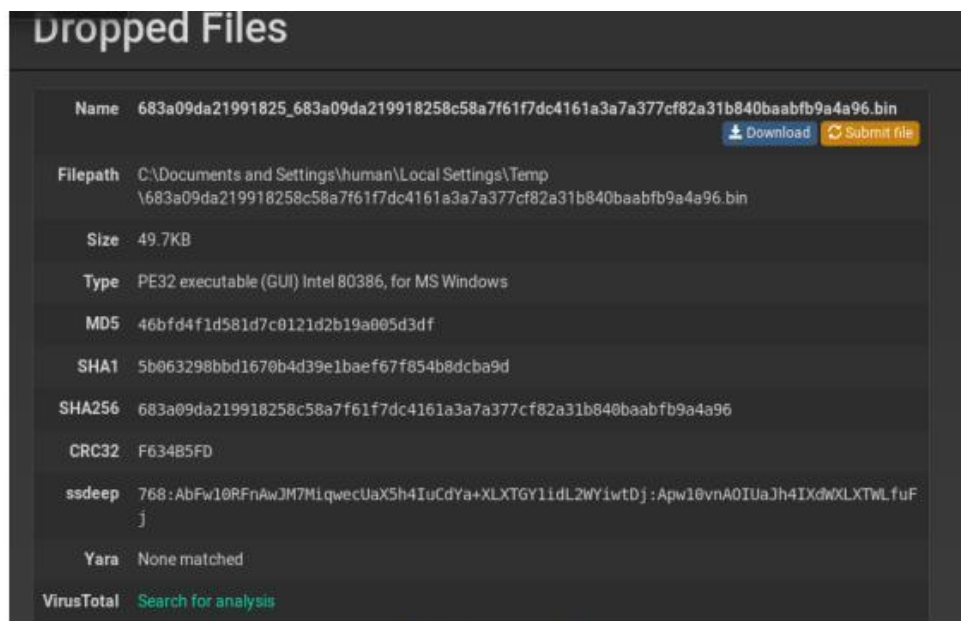 Dropped Files
Name 683a09da21991825_683a09da219918258c58a7f61f7dc4161a3a7a377cf82a31b840baabfb9a4a96.bin
Download Submit file
Filepath C:\Documents and Settings\human\Local Settings\Temp
\683a09da219918258c58a7f61f7dc4161a3a7a377cf82a31b840baabfb9a4a96.bin
Size 49.7KB
Type PE32 executable (GUI) Intel 80386, for MS Windows
MD5 46bfd4f1d581d7c0121d2b19a005d3df
SHA1 5b063298bbd1670b4d39e1baef67f854b8dcba9d
SHA256 683a09da219918258c58a7f61f7dc4161a3a7a377cf82a31b840baabfb9a4a96
CRC32 F634B5FD
ssdeep 768:AbFw10RFnAwJM7MiqwecUaX5h4IuCdYa+XLXTGY1idL2WYiwtDj:Apw10vnAOIUaJh4IXdWXLXTWLfuF
j
Yara None matched
VirusTotal Search for analysis